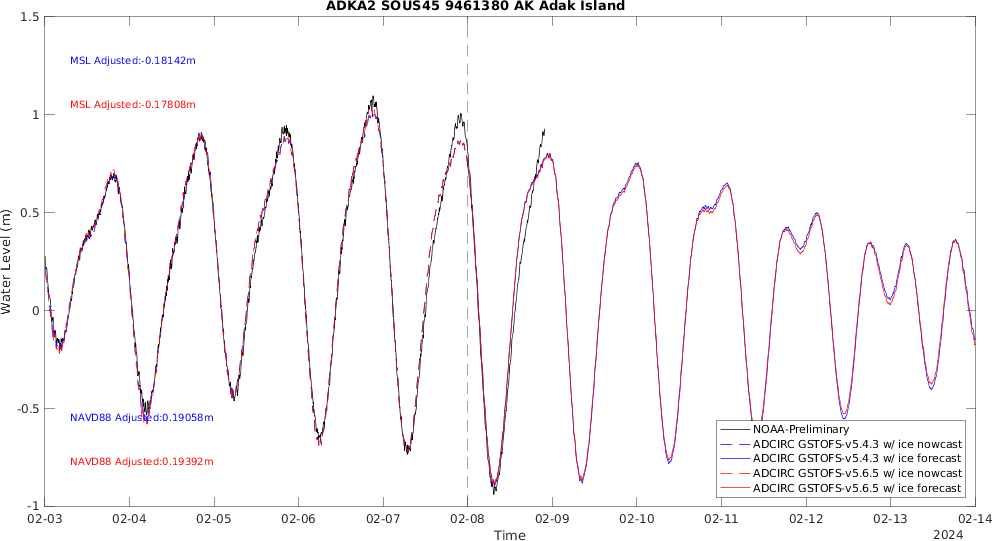 ADKA2 SOUS45 9461380 AK Adak Island
1.5
1
0.5
0
-0.5
-1
Water Level (m)
MSL Adjusted:-0.18142m
MSL Adjusted:-0.17808m
NAVD88 Adjusted:0.19058m
NAVD88 Adjusted:0.19392m
NOAA-Preliminary
ADCIRC GSTOFS-v5.4.3 w/ ice nowcast
ADCIRC GSTOFS-v5.4.3 w/ ice forecast
ADCIRC GSTOFS-v5.6.5 w/ ice nowcast
ADCIRC GSTOFS-v5.6.5 w/ ice forecast
02-03 02-04 02-05 02-06 02-07 02-08 02-09 02-10 02-11 02-12 02-13 02-14
Time
2024